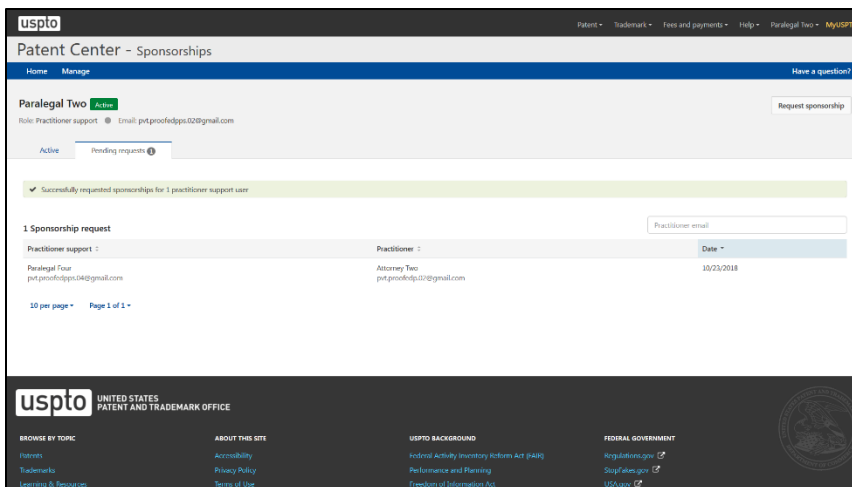 uspto
Patent Trademark Fees and payments Help Paralegal Two MyUSPT
Patent Center - Sponsorships
Home Manage Have a question?
Paralegal Two Active
Request sponsorship
Role: Practitioner support Email: pvt.proofedpps.02@gmail.com
Active Pending requests 1
Successfully requested sponsorships for 1 practitioner support user
1 Sponsorship request
Practitioner email
Practitioner support Practitioner Date
Paralegal Four Attorney Two 10/23/2018
pvt.proofedpps.04@gmail.com pvt.proofedp.02@gmail.com
10 per page Page 1 of 1
uspto UNITED STATES
PATENT AND TRADEMARK OFFICE
BROWSE BY TOPIC ABOUT THIS SITE USPTO BACKGROUND FEDERAL GOVERNMENT
Patents Accessibility Federal Activity Inventory Reform Act (FAIR) Regulations.gov
Trademarks Privacy Policy Performance and Planning StopFakes.gov
Learning & Resources Terms of Use Freedom of Information Act USA.gov